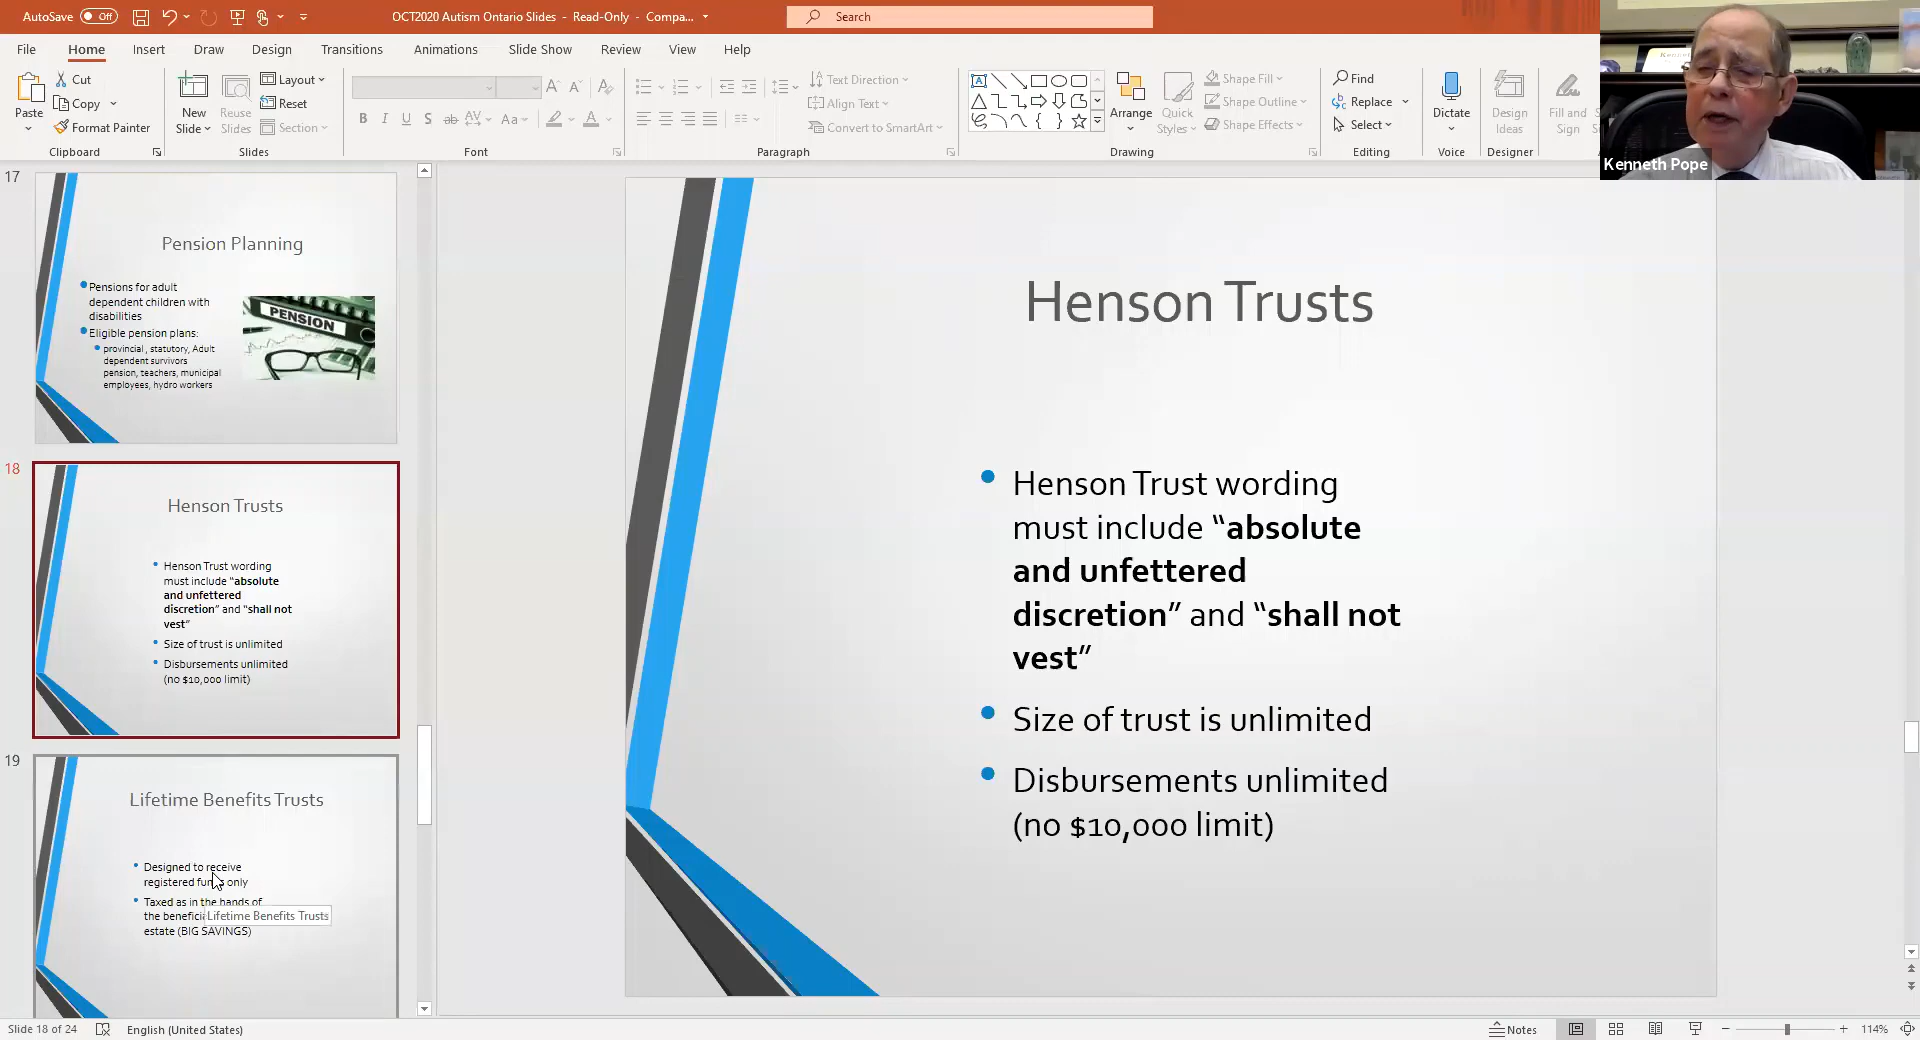 AutoSave Off
OCT2020 Autism Ontario Slides - Read-Only - Compa...
Search
File Home Insert Draw Design Transitions Animations Slide Show Review View Help
Paste
Cut
Copy
Format Painter
Clipboard
New Slide
Reuse Slides
Layout
Reset
Section
Slides
B I U S ab AV Aa A
Font
Text Direction
Align Text
Convert to SmartArt
Paragraph
Arrange
Quick Styles
Shape Fill
Shape Outline
Shape Effects
Drawing
Find
Replace
Select
Editing
Dictate
Voice
Design Ideas
Designer
Fill and Sign
Kenneth Pope
17
Pension Planning
Pensions for adult
dependent children with
disabilities
Eligible pension plans:
provincial , statutory, Adult
dependent survivors
pension, teachers, municipal
employees, hydro workers
PENSION
18
Henson Trusts
Henson Trust wording
must include “absolute
and unfettered
discretion” and “shall not
vest”
Size of trust is unlimited
Disbursements unlimited
(no $10,000 limit)
19
Lifetime Benefits Trusts
Designed to receive
registered funds only
Taxed as in the hands of
the benefici
Lifetime Benefits Trusts
estate (BIG SAVINGS)
Henson Trusts
Henson Trust wording
must include “absolute
and unfettered
discretion” and “shall not
vest”
Size of trust is unlimited
Disbursements unlimited
(no $10,000 limit)
Slide 18 of 24
English (United States)
Notes
114%